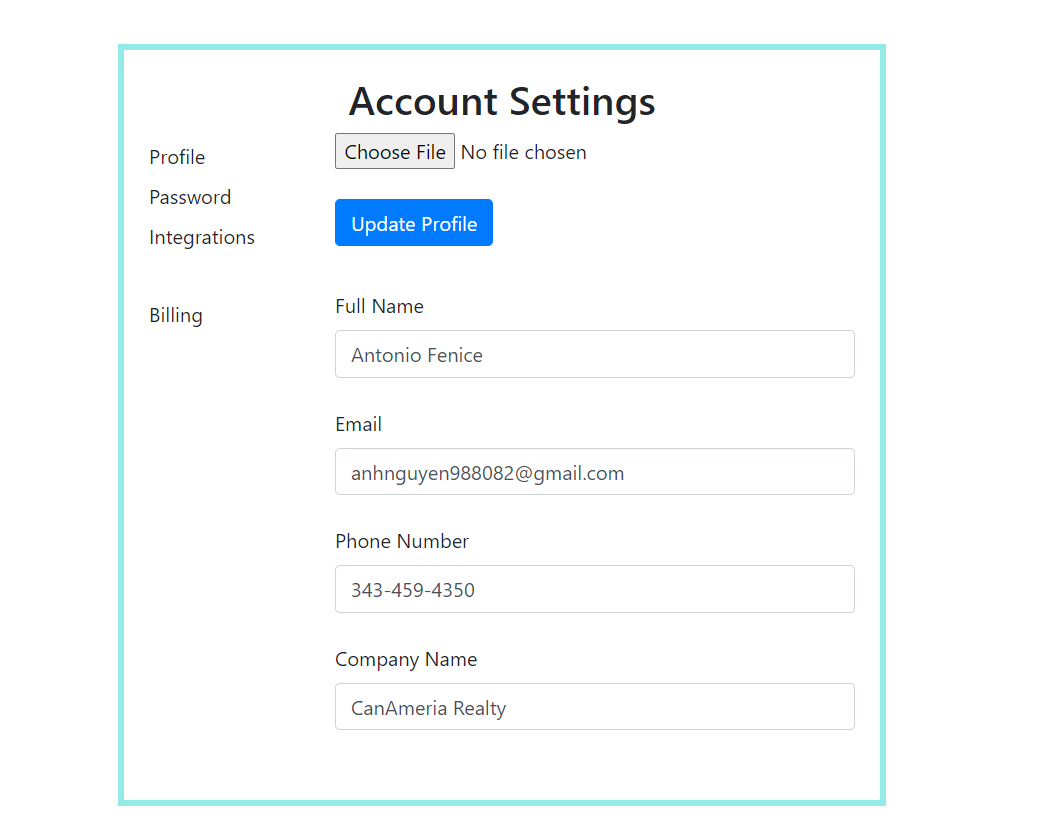 Account Settings
Profile
Password
Integrations
Billing
Choose File No file chosen
Update Profile
Full Name
Antonio Fenice
Email
anhnguyen988082@gmail.com
Phone Number
343-459-4350
Company Name
CanAmeria Realty